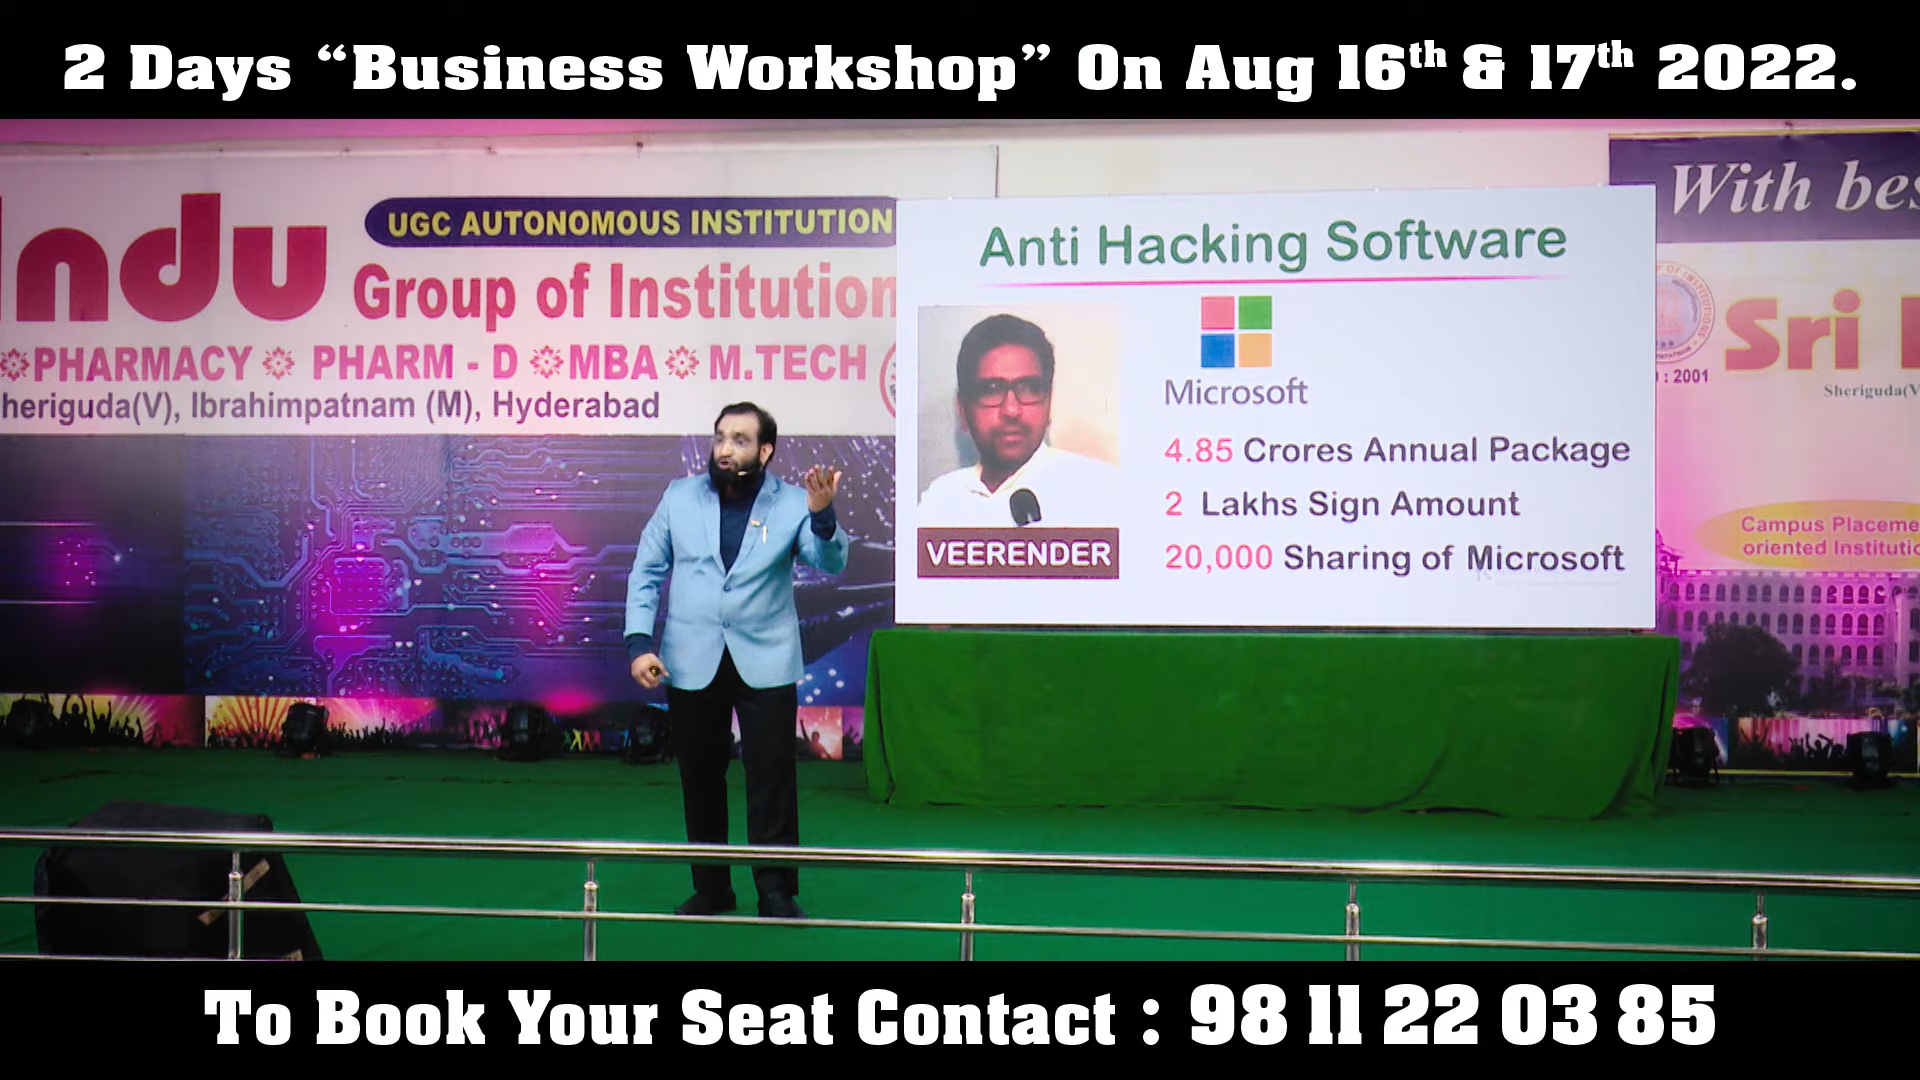 2 Days “Business Workshop” On Aug 16th & 17th 2022.
UGC AUTONOMOUS INSTITUTION
Indu
Group of Institution
PHARMACY PHARM - D MBA M.TECH
heriguda(V), Ibrahimpatnam (M), Hyderabad
Anti Hacking Software
Microsoft
4.85 Crores Annual Package
2 Lakhs Sign Amount
20,000 Sharing of Microsoft
VEERENDER
With bes
Sri
: 2001
Sheriguda(V
Campus Placeme
oriented Institutio
To Book Your Seat Contact : 98 11 22 03 85